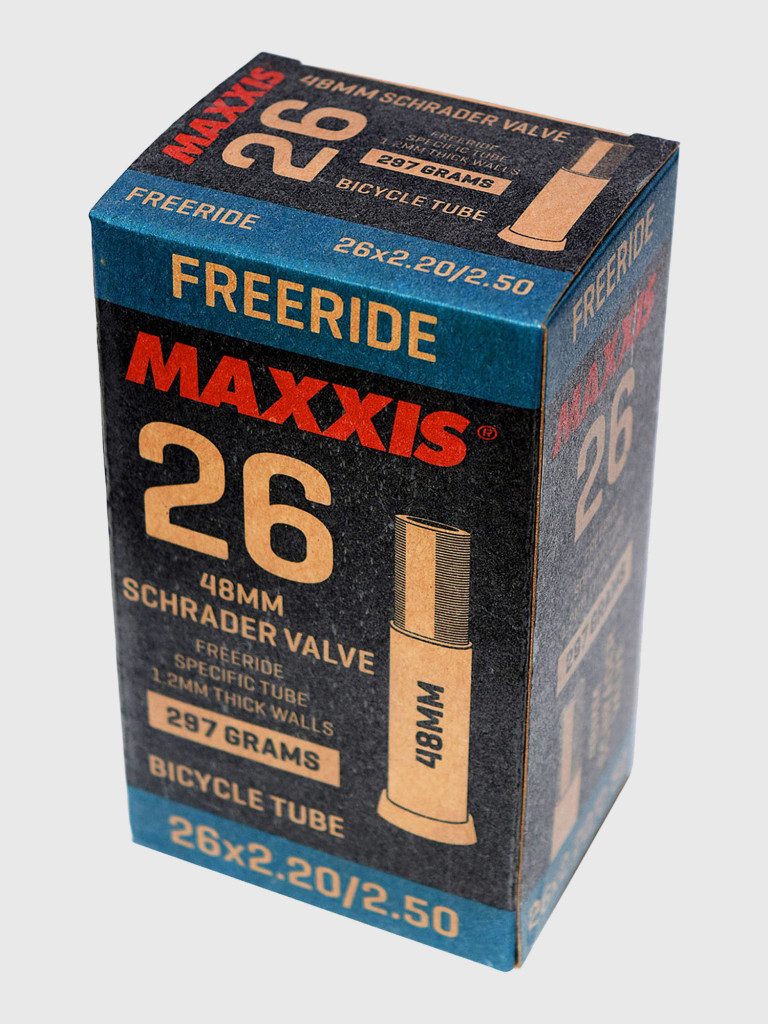 MAXXIS
26
48MM SCHRADER VALVE
FREERIDE
SPECIFIC TUBE
1.2MM THICK WALLS
297 GRAMS
BICYCLE TUBE
FREERIDE
26x2.20/2.50
FREERIDE
MAXXIS®
26
48MM
SCHRADER VALVE
FREERIDE
SPECIFIC TUBE
1.2MM THICK WALLS
297 GRAMS
BICYCLE TUBE
48MM
26x2.20/2.50
FREERIDE
MAXXIS
26
297 GRAMS